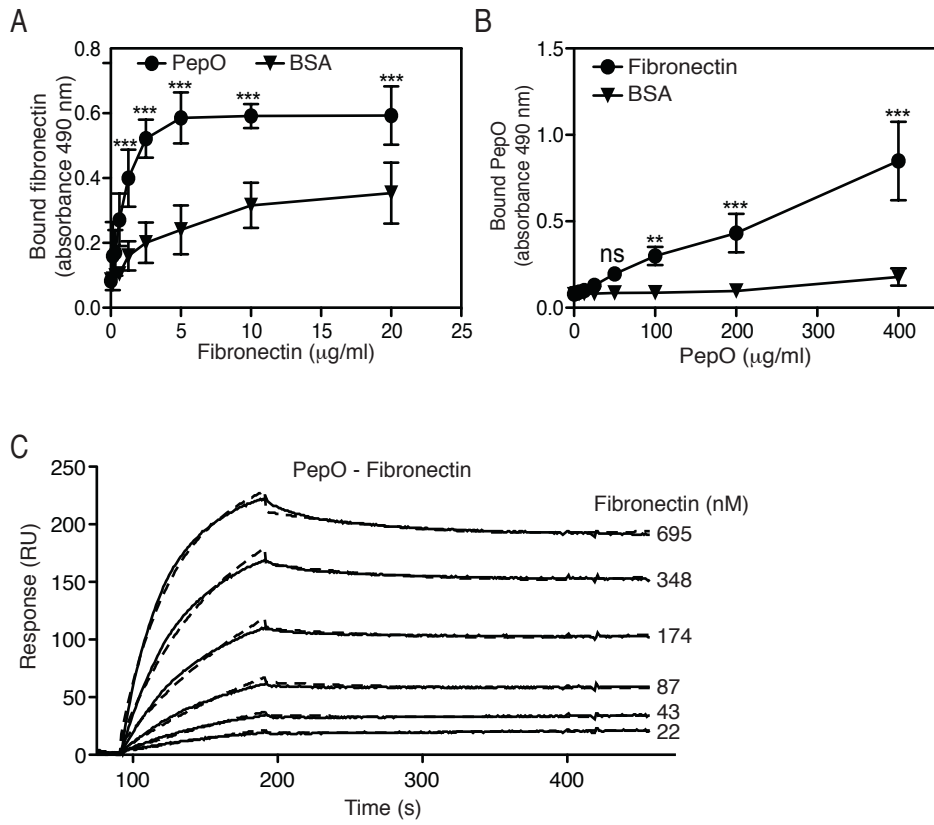 A
0.8
0.6
0.4
0.2
0.0
Bound fibronectin
(absorbance 490 nm)
PepO
BSA
***
***
***
***
***
0
5
10
15
20
25
Fibronectin (μg/ml)
B
1.5
1.0
0.5
0.0
Bound PepO
(absorbance 490 nm)
Fibronectin
BSA
ns
**
***
***
0
100
200
300
400
PepO (μg/ml)
C
PepO - Fibronectin
250
200
150
100
50
0
Response (RU)
Fibronectin (nM)
695
348
174
87
43
22
100
200
300
400
Time (s)